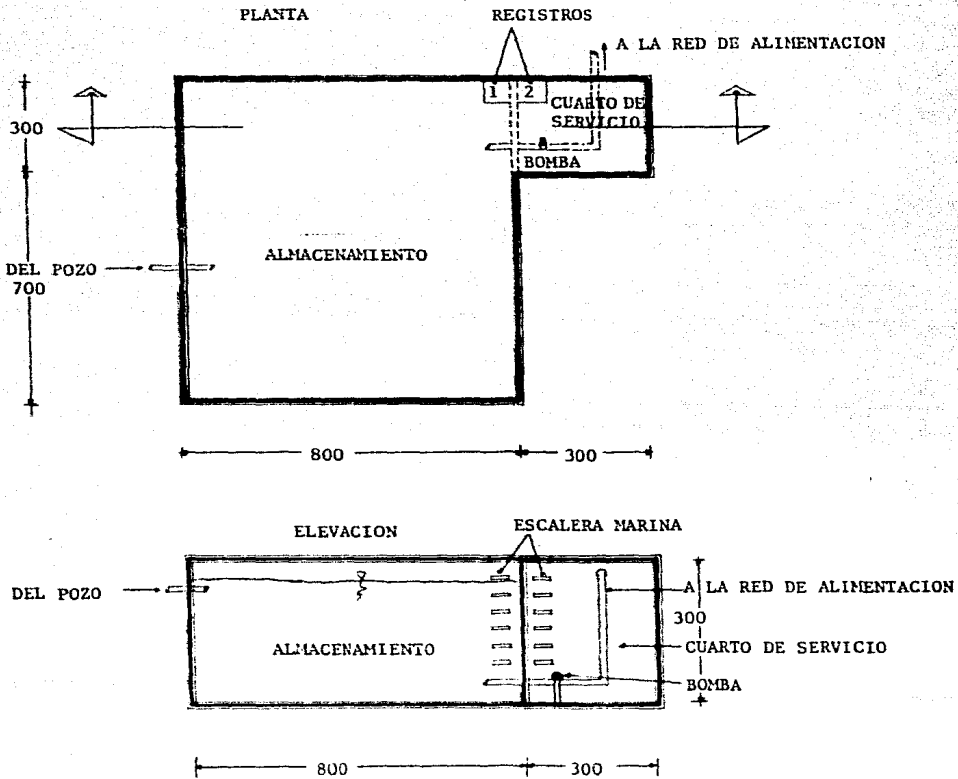 PLANTA
REGISTROS
A LA RED DE ALIMENTACION
1 2
CUARTO DE
SERVICIO
300
BOMBA
ALMACENAMIENTO
DEL POZO
700
800
300
ELEVACION
ESCALERA MARINA
DEL POZO
A LA RED DE ALIMENTACION
300
ALMACENAMIENTO
CUARTO DE SERVICIO
BOMBA
800
300